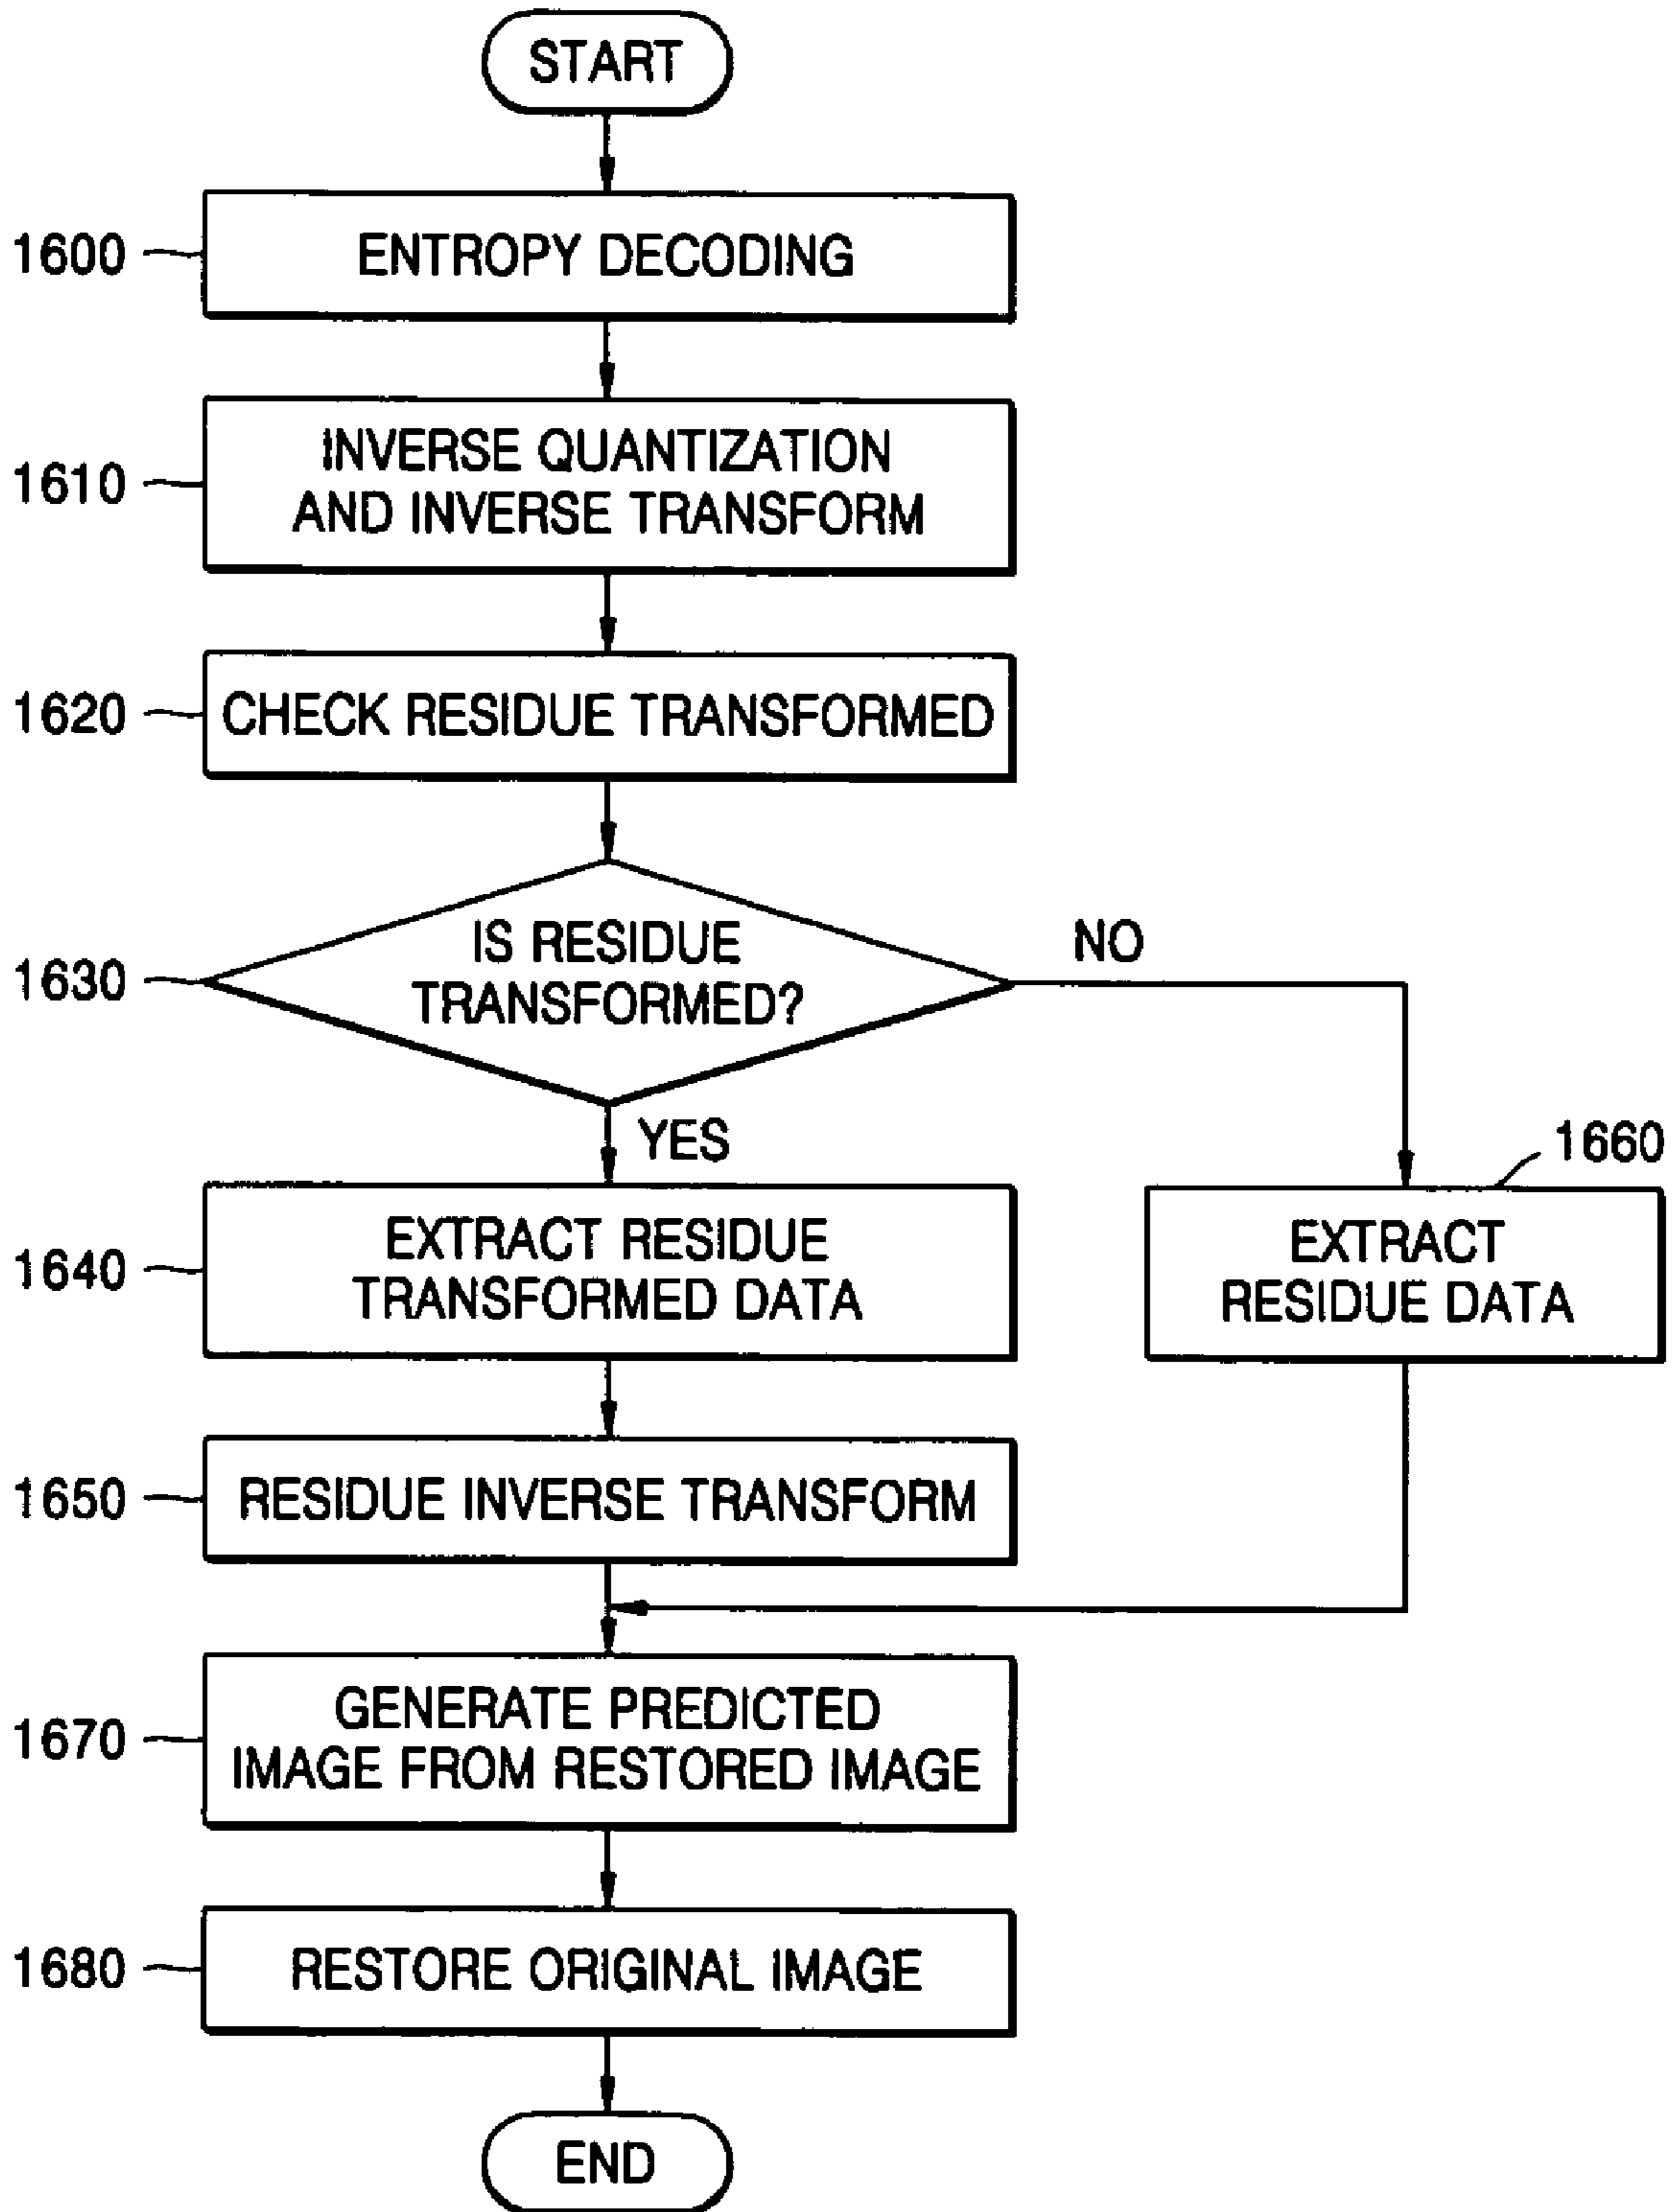 START
1600
ENTROPY DECODING
1610
INVERSE QUANTIZATION
AND INVERSE TRANSFORM
1620
CHECK RESIDUE TRANSFORMED
1630
IS RESIDUE
TRANSFORMED?
NO
YES
1640
EXTRACT RESIDUE
TRANSFORMED DATA
1660
EXTRACT
RESIDUE DATA
1650
RESIDUE INVERSE TRANSFORM
1670
GENERATE PREDICTED
IMAGE FROM RESTORED IMAGE
1680
RESTORE ORIGINAL IMAGE
END